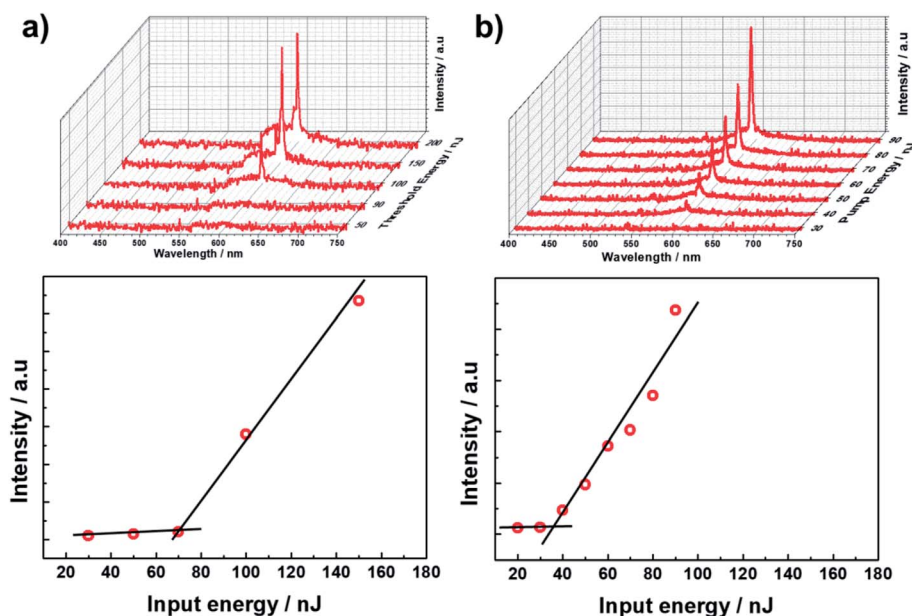 a)
Intensity / a.u
200
150
100
90
50
Threshold Energy / nJ
400 450 500 550 600 650 700 750
Wavelength / nm
b)
Intensity / a.u
90
80
70
60
50
40
30
Pump Energy / nJ
400 450 500 550 600 650 700 750
Wavelength / nm
Intensity / a.u
20 40 60 80 100 120 140 160 180
Input energy / nJ
Intensity / a.u
20 40 60 80 100 120 140 160 180
Input energy / nJ